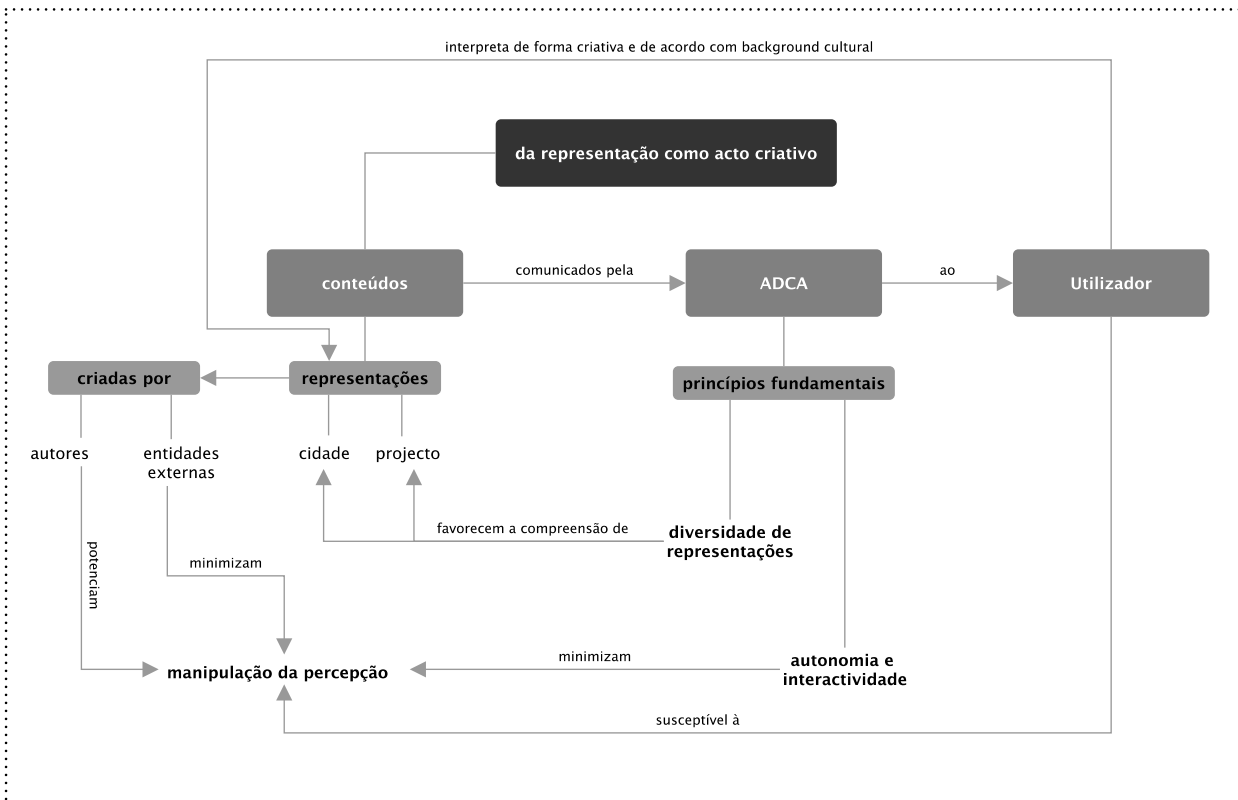 interpreta de forma criativa e de acordo com background cultural
da representação como acto criativo
conteúdos
comunicados pela
ADCA
ao
Utilizador
criadas por
representações
princípios fundamentais
autores
entidades
externas
cidade
projecto
favorecem a compreensão de
diversidade de
representações
potenciam
minimizam
manipulação da percepção
minimizam
autonomia e
interactividade
susceptível à